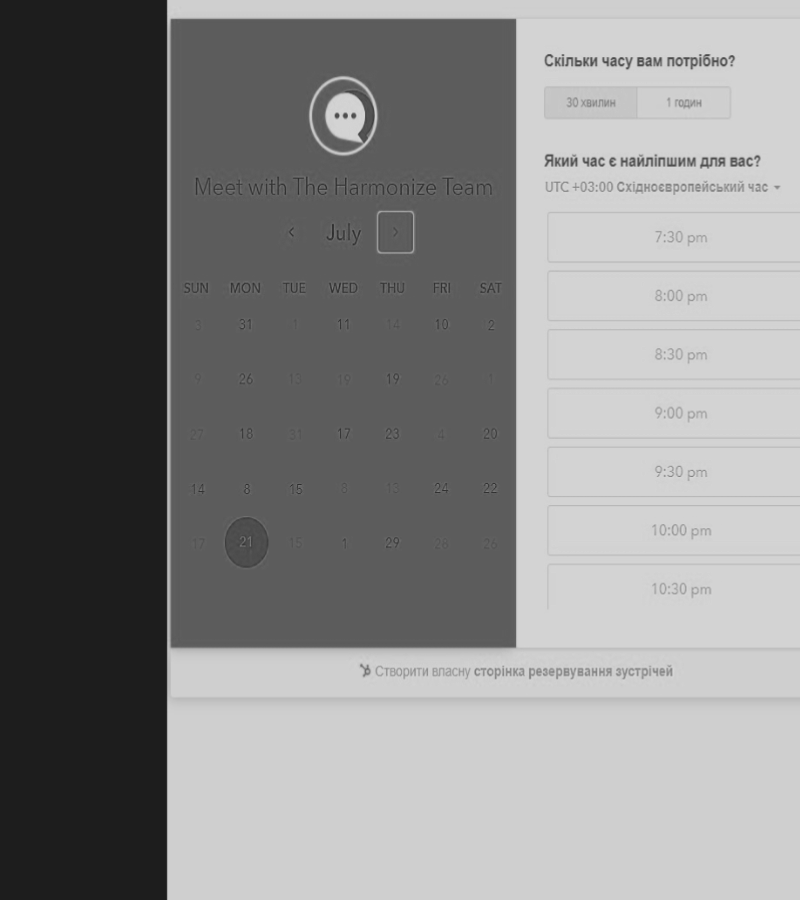 Meet with The Harmonize Team
July
SUN MON TUE WED THU FRI SAT
3 31 1 11 14 10 2
9 26 13 19 19 26 1
27 18 31 17 23 4 20
14 8 15 8 13 24 22
17 21 15 1 29 28 26
Скільки часу вам потрібно?
30 хвилин 1 годин
Який час є найліпшим для вас?
UTC +03:00 Східноєвропейський час
7:30 pm
8:00 pm
8:30 pm
9:00 pm
9:30 pm
10:00 pm
10:30 pm
Створити власну сторінка резервування зустрічей